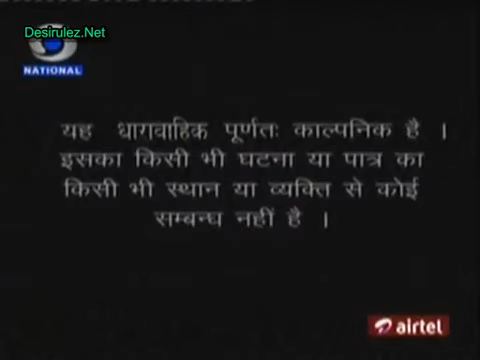 Desirulez.Net
NATIONAL
यह धारावाहिक पूर्णतः काल्पनिक है ।
इसका किसी भी घटना या पात्र का
किसी भी स्थान या व्यक्ति से कोई
सम्बन्ध नहीं है ।
airtel